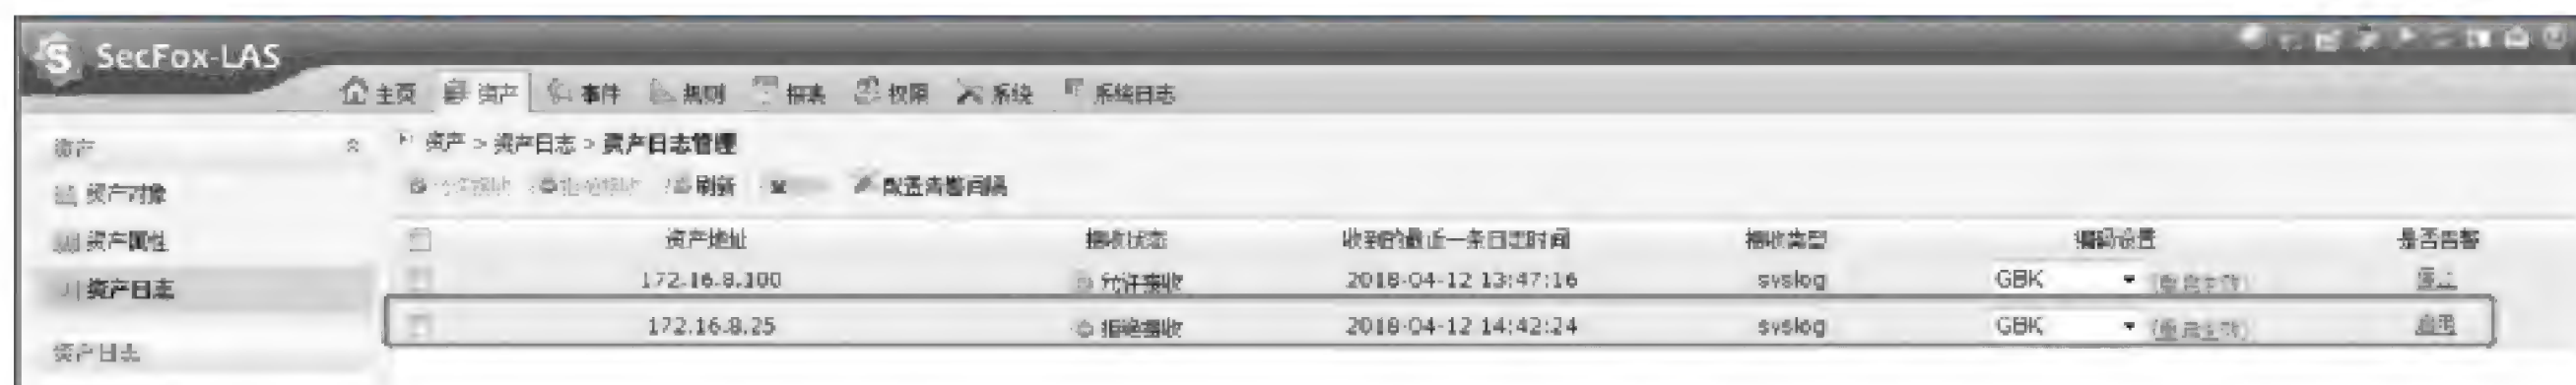 SecFox-LAS
主页 资产 事件 规则 报表 权限 系统 系统日志
资产
资产 > 资产日志 > 资产日志管理
资产对象
刷新 配置告警间隔
资产属性
资产地址 接收状态 收到的最近一条日志时间 接收类型 编码设置 是否告警
资产日志
172.16.8.100 允许接收 2018-04-12 13:47:16 syslog GBK
172.16.8.25 拒绝接收 2018-04-12 14:42:24 syslog GBK 启用
资产日志